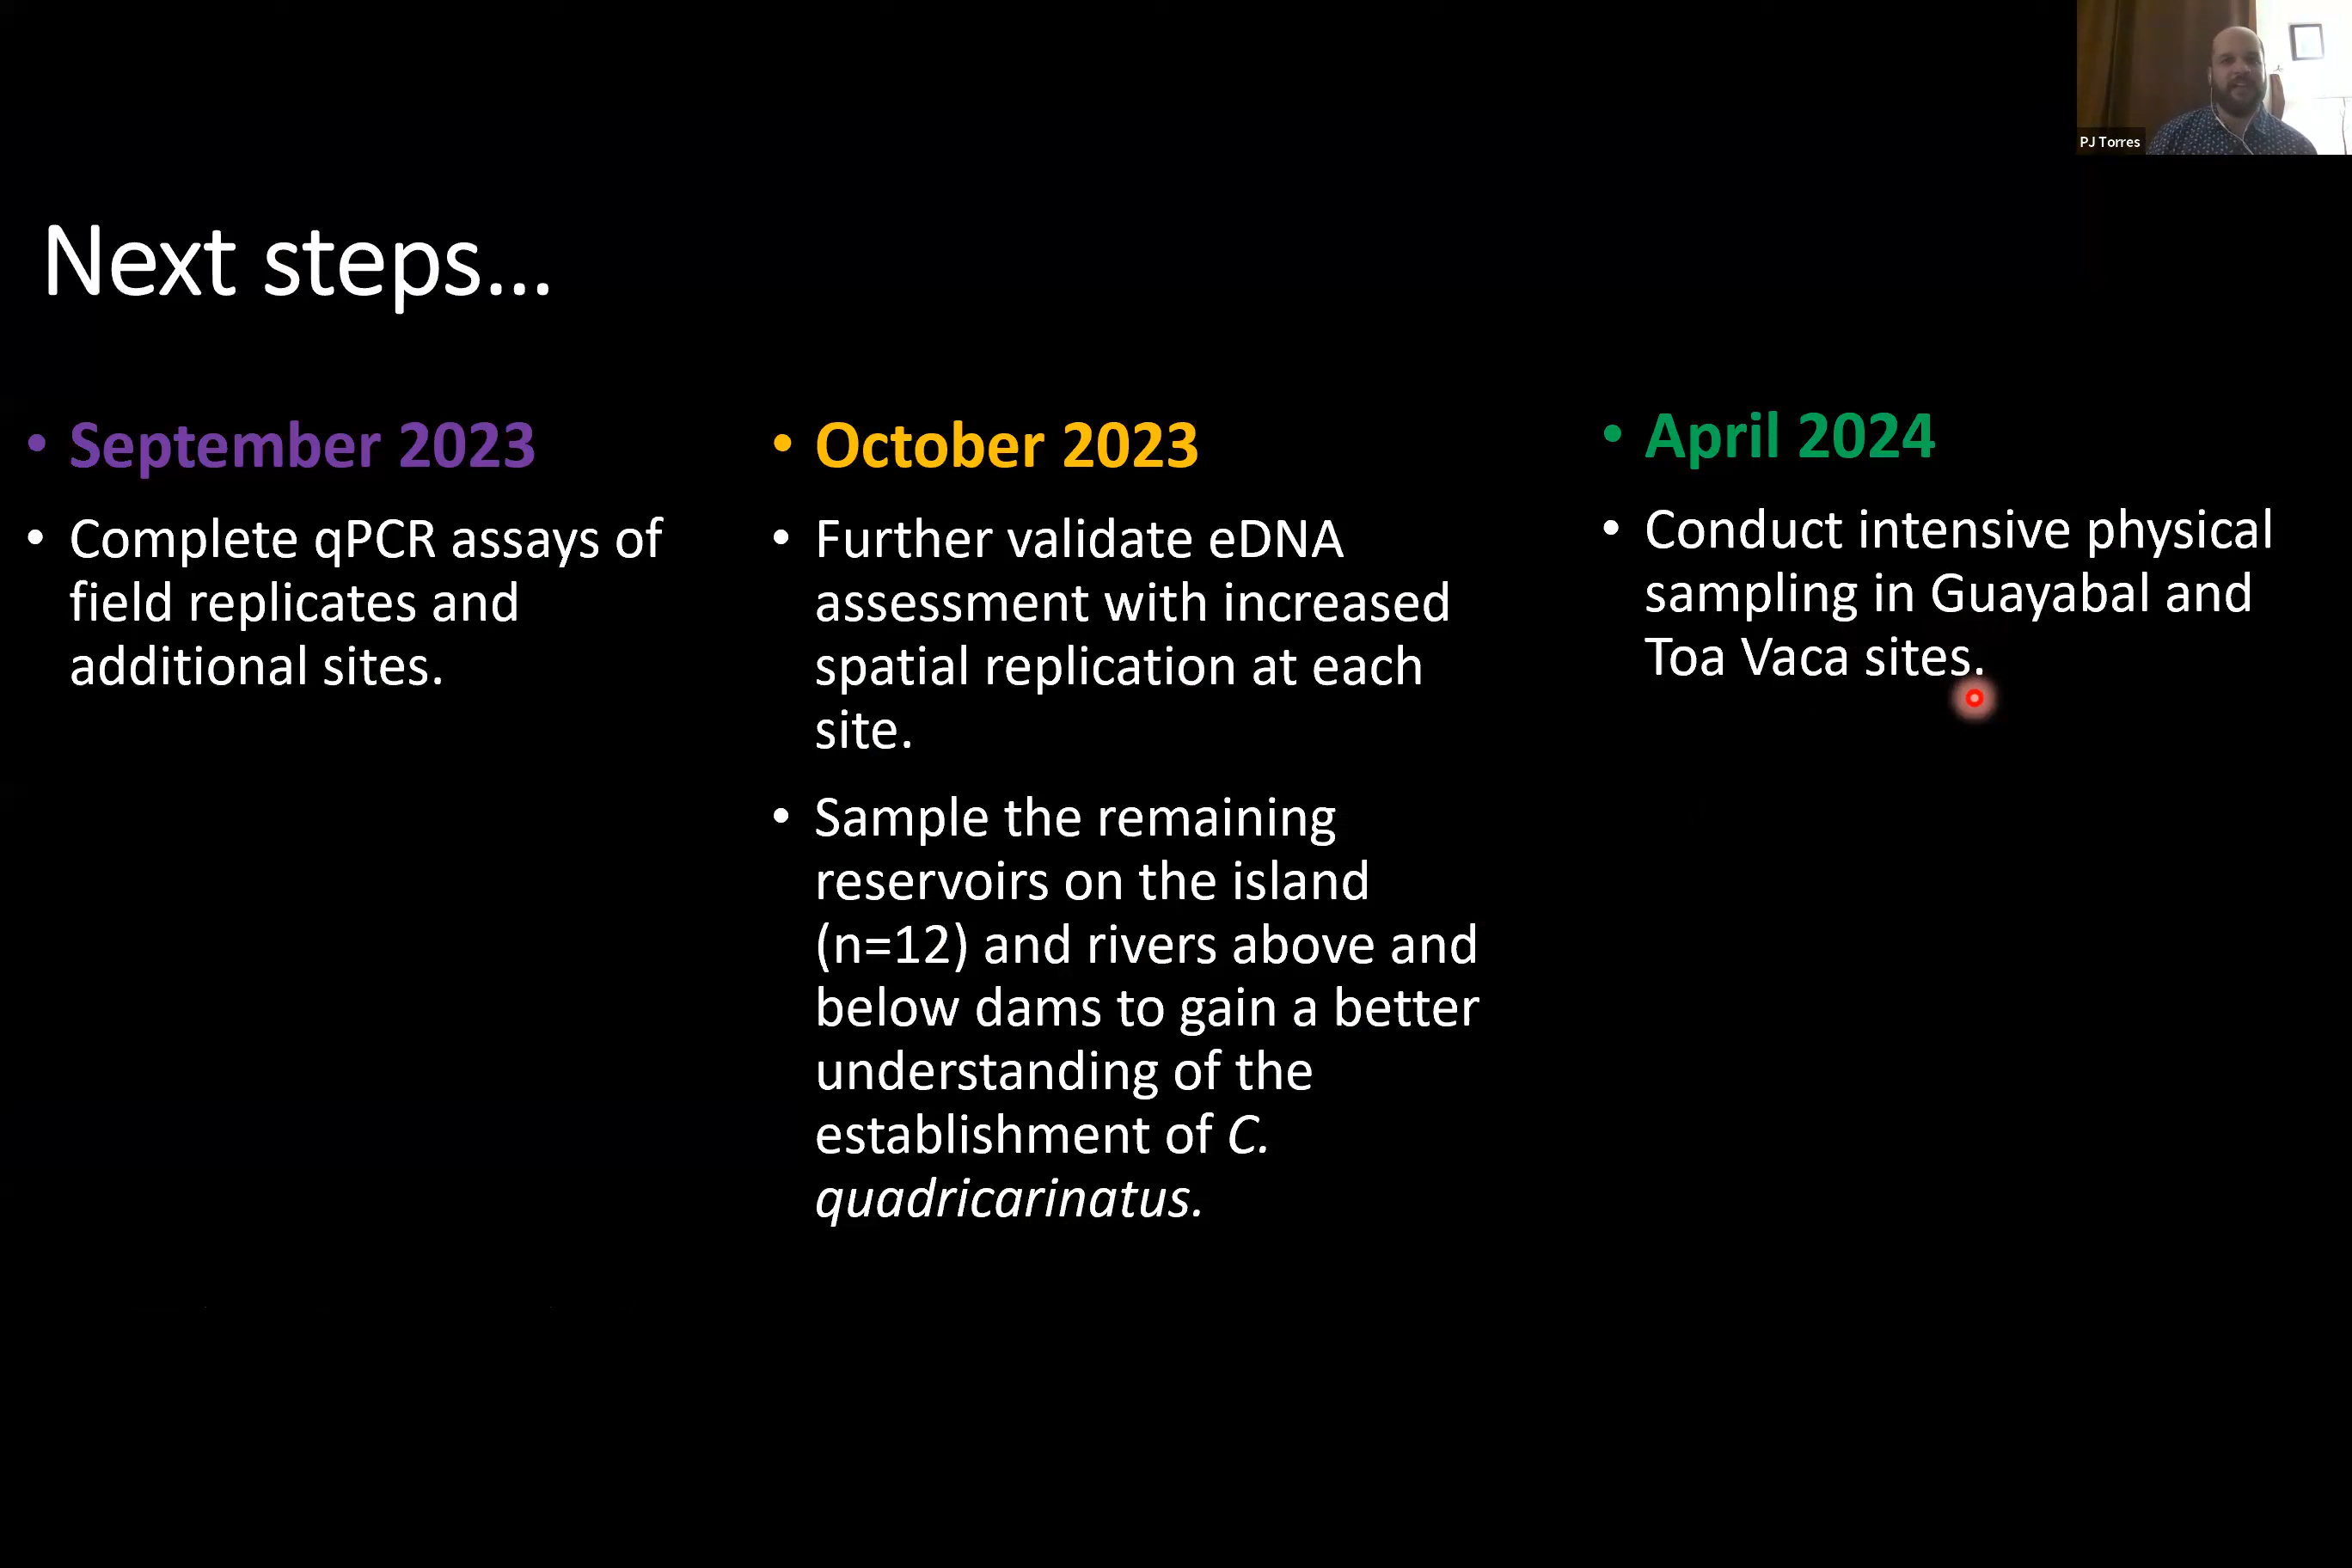 PJ Torres
Next steps...
• September 2023
• Complete qPCR assays of
field replicates and
additional sites.
• October 2023
• Further validate eDNA
assessment with increased
spatial replication at each
site.
• Sample the remaining
reservoirs on the island
(n=12) and rivers above and
below dams to gain a better
understanding of the
establishment of C.
quadricarinatus.
• April 2024
• Conduct intensive physical
sampling in Guayabal and
Toa Vaca sites.